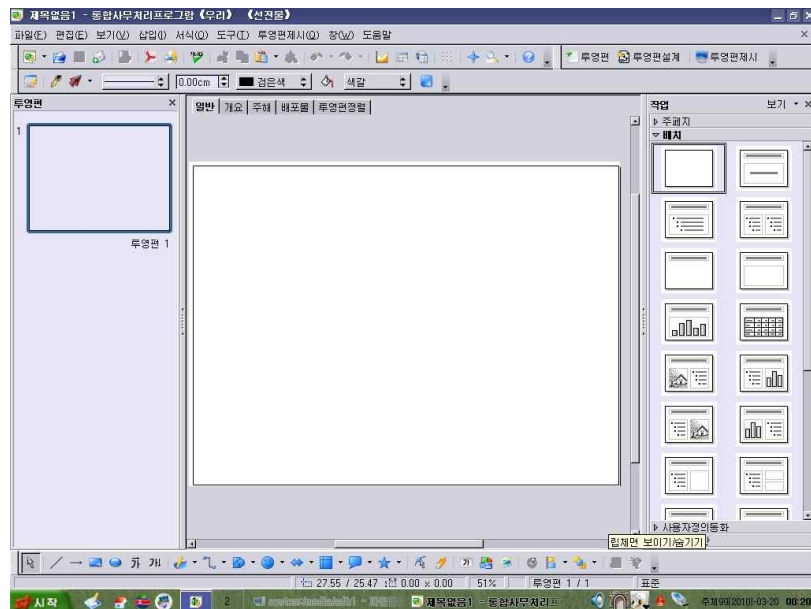 제목없음1 - 통합사무처리프로그람 《우리》 《선전물》
파일(F) 편집(E) 보기(V) 삽입(I) 서식(O) 도구(T) 투영편제시(Q) 창(W) 도움말
투영편 투영편설계 투영편제시
0.00cm 검은색 색갈
투영편
일반 개요 주해 배포물 투영편정렬
작업 보기
주폐지
배치
1
투영편 1
사용자정의동화
립체면 보이기/숨기기
27.55 / 25.47 0.00 x 0.00 51% 투영편 1 / 1 표준
시작 2 제목없음1 - 통합사무처리프 주체99(2010)-03-20 00:20